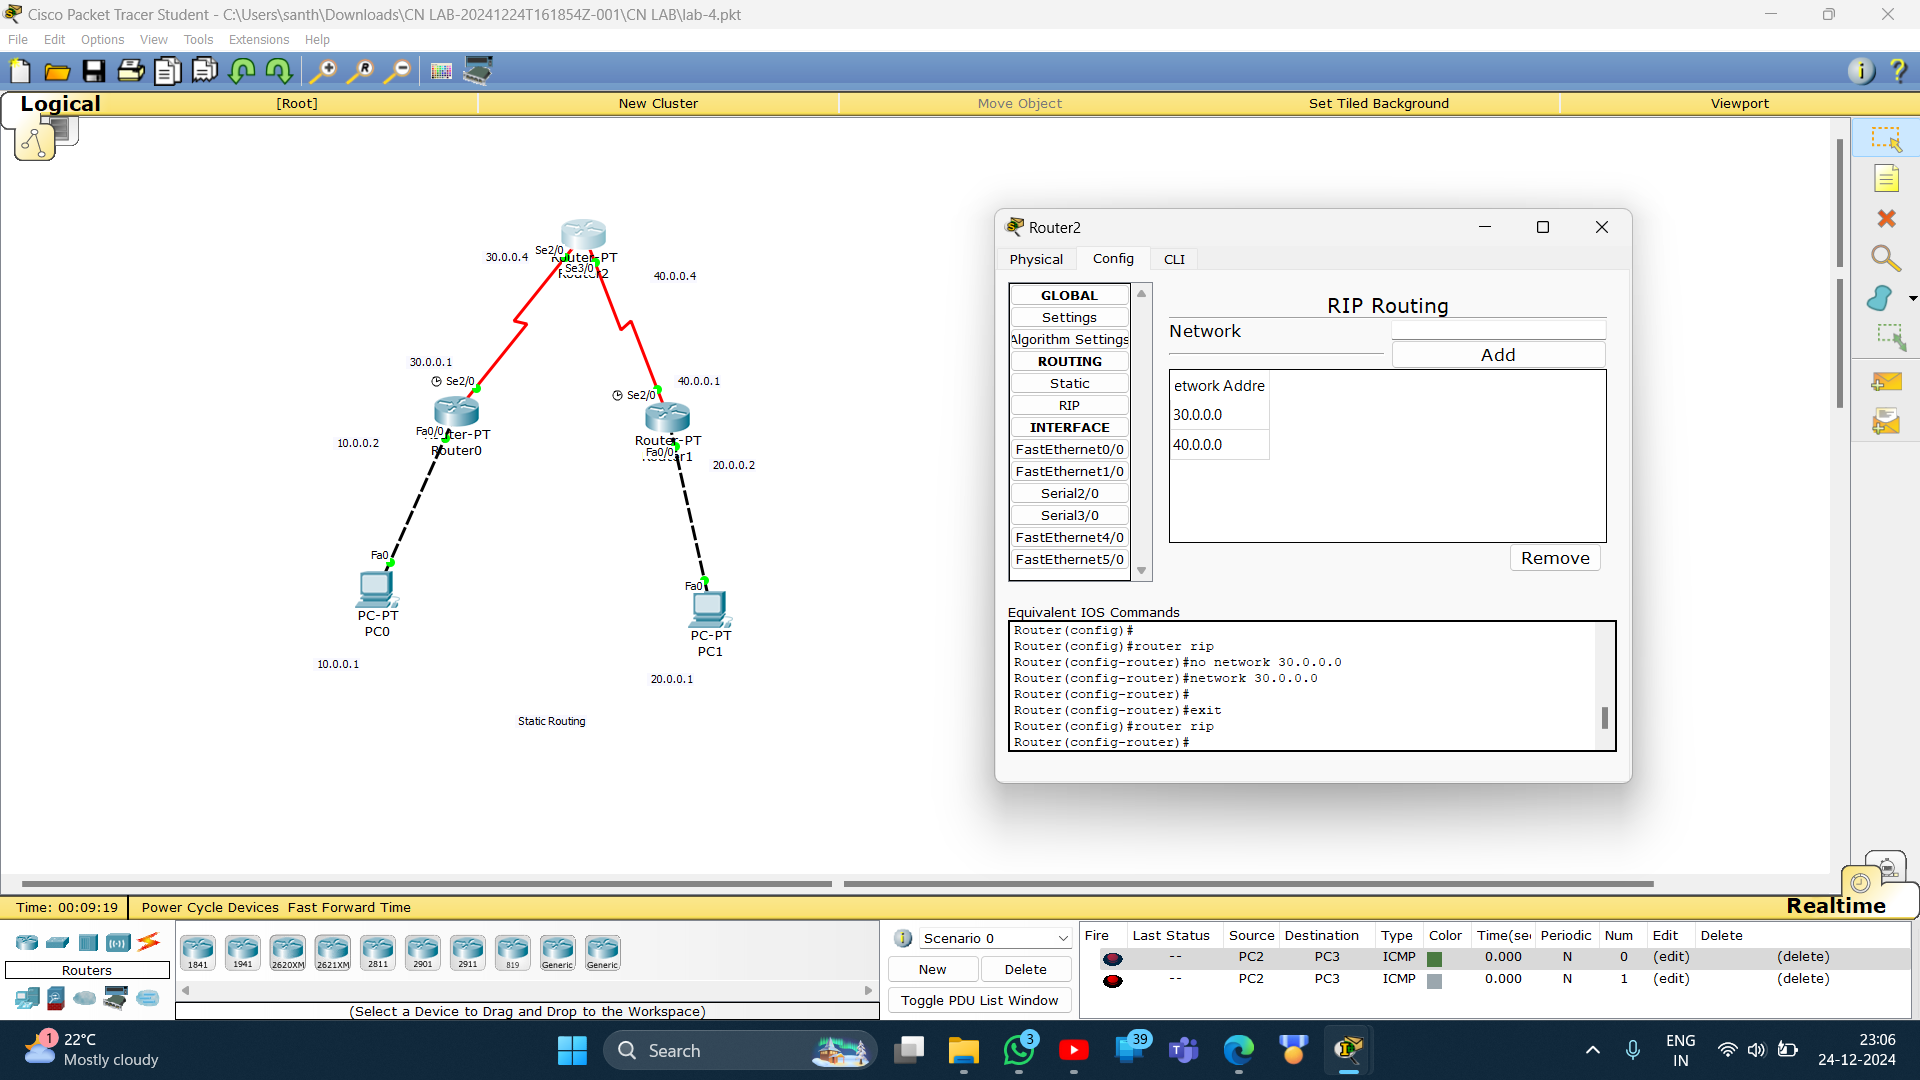 Cisco Packet Tracer Student - C:\Users\santh\Downloads\CN LAB-20241224T161854Z-001\CN LAB\lab-4.pkt
File Edit Options View Tools Extensions Help
Logical [Root] New Cluster Move Object Set Tiled Background Viewport
30.0.0.4
Se2/0
Router-PT
Se3/0
Router2
40.0.0.4
30.0.0.1
Se2/0
40.0.0.1
Se2/0
Fa0/0
Router-PT
Router0
10.0.0.2
Router-PT
Fa0/0
Router1
20.0.0.2
Fa0
PC-PT
PC0
10.0.0.1
Fa0
PC-PT
PC1
20.0.0.1
Static Routing
Router2
Physical Config CLI
GLOBAL
Settings
Algorithm Settings
ROUTING
Static
RIP
INTERFACE
FastEthernet0/0
FastEthernet1/0
Serial2/0
Serial3/0
FastEthernet4/0
FastEthernet5/0
RIP Routing
Network
Add
etwork Addre
30.0.0.0
40.0.0.0
Remove
Equivalent IOS Commands
Router(config)#
Router(config)#router rip
Router(config-router)#no network 30.0.0.0
Router(config-router)#network 30.0.0.0
Router(config-router)#
Router(config-router)#exit
Router(config)#router rip
Router(config-router)#
Time: 00:09:19 Power Cycle Devices Fast Forward Time
Realtime
Routers
1841 1941 2620XM 2621XM 2811 2901 2911 819 Generic Generic
(Select a Device to Drag and Drop to the Workspace)
Scenario 0
New Delete
Toggle PDU List Window
Fire Last Status Source Destination Type Color Time(sec Periodic Num Edit Delete
-- PC2 PC3 ICMP 0.000 N 0 (edit) (delete)
-- PC2 PC3 ICMP 0.000 N 1 (edit) (delete)
1
22°C
Mostly cloudy
Search
3
39
ENG
IN
23:06
24-12-2024